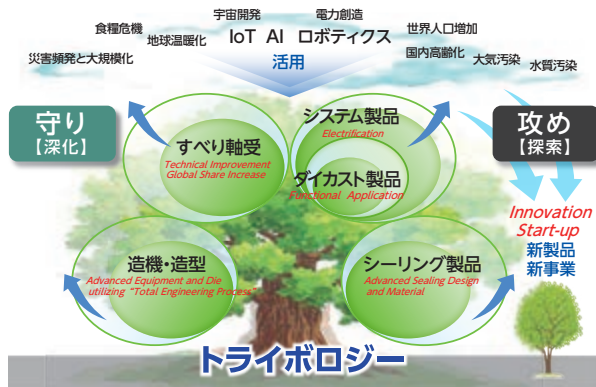 宇宙開発
電力創造
食糧危機
IoT AI ロボティクス
世界人口増加
地球温暖化
国内高齢化
災害頻発と大規模化
活用
大気汚染
水質汚染
守り
【深化】
攻め
【探索】
すべり軸受
Technical Improvement
Global Share Increase
システム製品
Electrification
ダイカスト製品
Functional Application
Innovation
Start-up
新製品
新事業
造機・造型
Advanced Equipment and Die
utilizing “Total Engineering Process”
シーリング製品
Advanced Sealing Design
and Material
トライボロジー